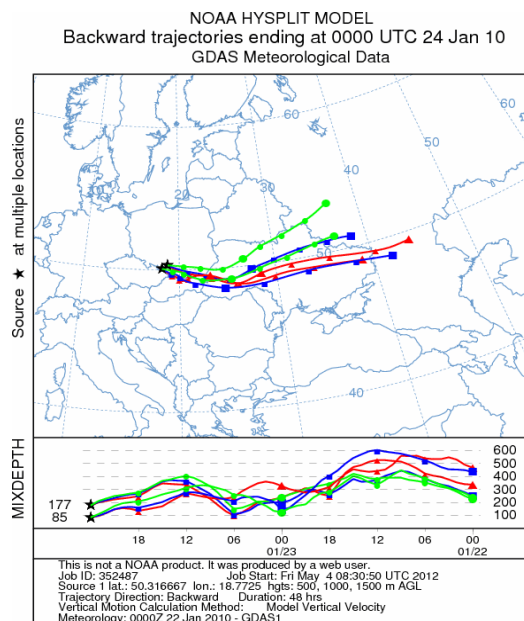 NOAA HYSPLIT MODEL
Backward trajectories ending at 0000 UTC 24 Jan 10
GDAS Meteorological Data
Source ★ at multiple locations
60
60
50
50
40
40
30
20
MIXDEPTH
600
500
400
300
200
100
177
85
18 12 06 00 18 12 06 00
01/23 01/22
This is not a NOAA product. It was produced by a web user.
Job ID: 352487 Job Start: Fri May 4 08:30:50 UTC 2012
Source 1 lat.: 50.316667 lon.: 18.7725 hgts: 500, 1000, 1500 m AGL
Trajectory Direction: Backward Duration: 48 hrs
Vertical Motion Calculation Method: Model Vertical Velocity
Meteorology: 0000Z 22 Jan 2010 - GDAS1